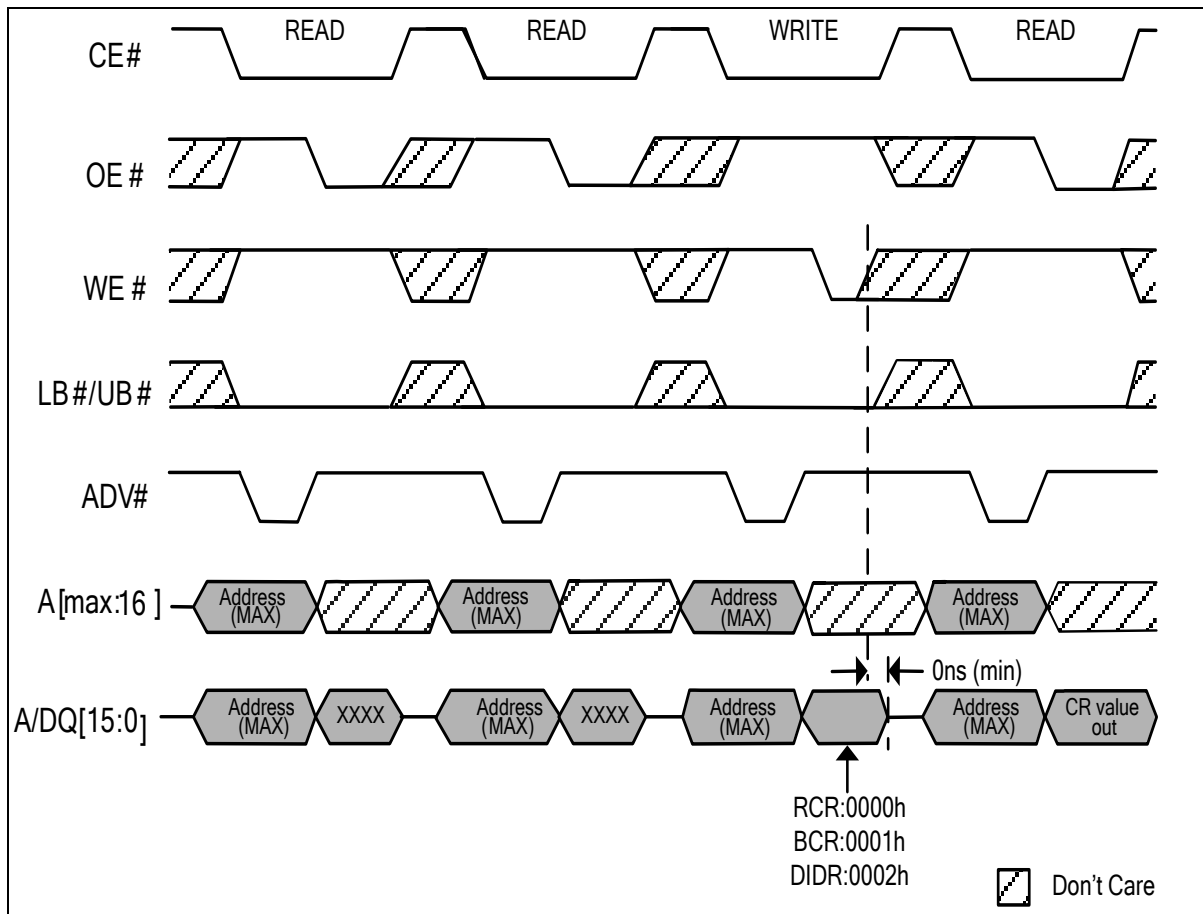 READ READ WRITE READ
CE#
OE #
WE #
LB #/UB #
ADV#
A[max:16 ]
Address
(MAX)
Address
(MAX)
Address
(MAX)
Address
(MAX)
0ns (min)
A/DQ[15:0]
Address
(MAX)
XXXX
Address
(MAX)
XXXX
Address
(MAX)
Address
(MAX)
CR value
out
RCR:0000h
BCR:0001h
DIDR:0002h
Don't Care